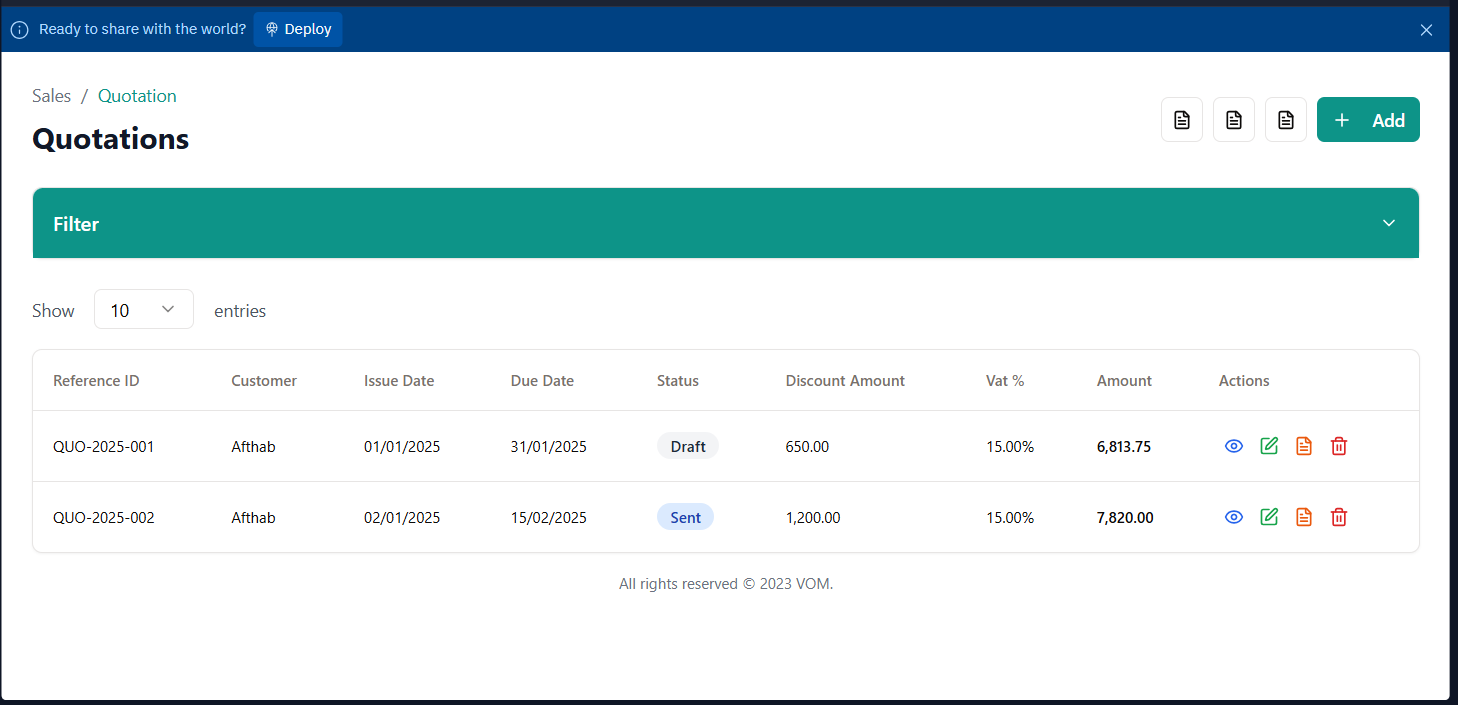 Ready to share with the world? Deploy
Sales / Quotation
Quotations
Add
Filter
Show 10 entries
Reference ID Customer Issue Date Due Date Status Discount Amount Vat % Amount Actions
QUO-2025-001 Afthab 01/01/2025 31/01/2025 Draft 650.00 15.00% 6,813.75
QUO-2025-002 Afthab 02/01/2025 15/02/2025 Sent 1,200.00 15.00% 7,820.00
All rights reserved © 2023 VOM.